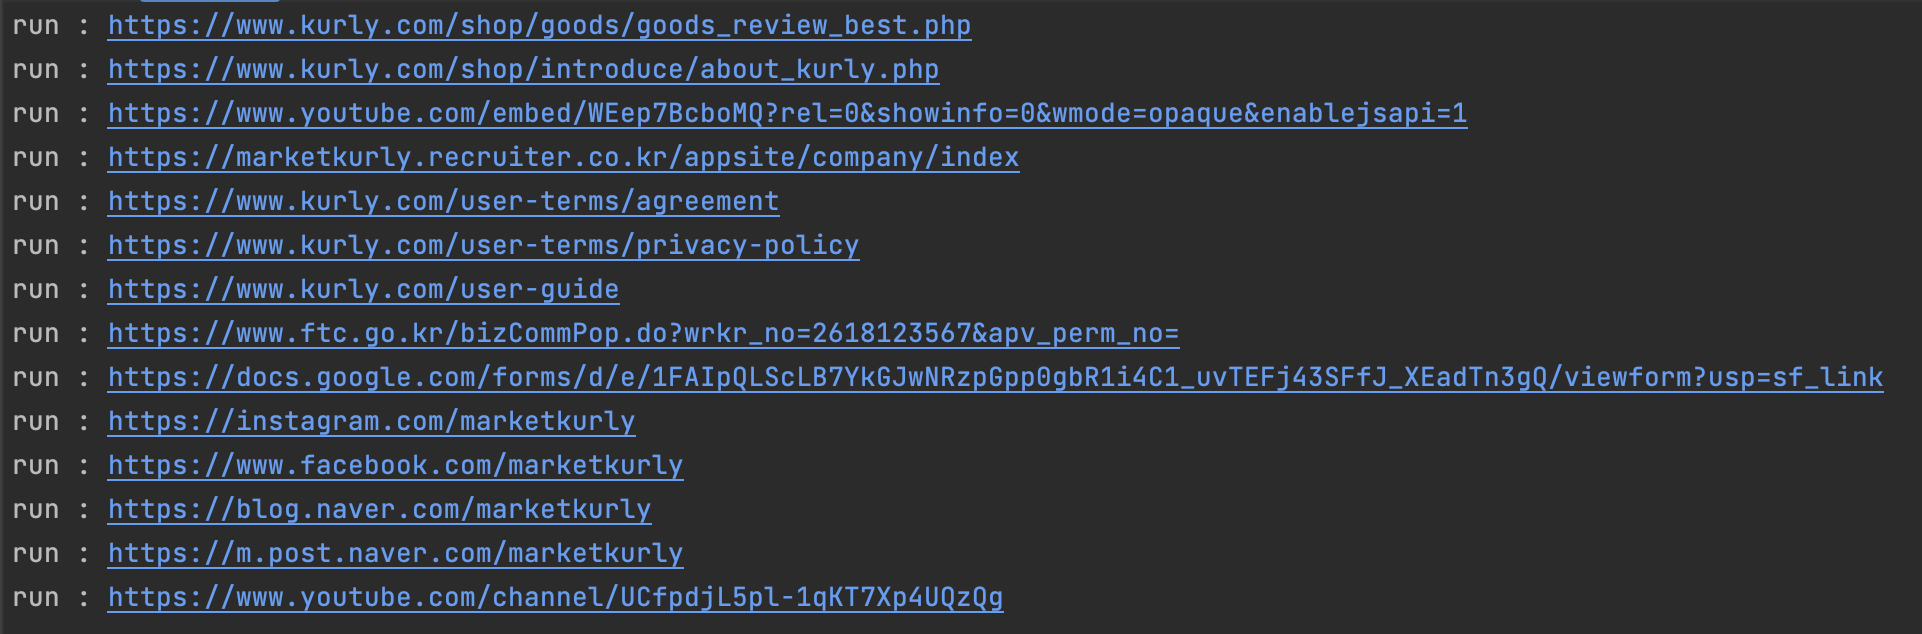 run : https://www.kurly.com/shop/goods/goods_review_best.php
run : https://www.kurly.com/shop/introduce/about_kurly.php
run : https://www.youtube.com/embed/WEep7BcboMQ?rel=0&showinfo=0&wmode=opaque&enablejsapi=1
run : https://marketkurly.recruiter.co.kr/appsite/company/index
run : https://www.kurly.com/user-terms/agreement
run : https://www.kurly.com/user-terms/privacy-policy
run : https://www.kurly.com/user-guide
run : https://www.ftc.go.kr/bizCommPop.do?wrkr_no=2618123567&apv_perm_no=
run : https://docs.google.com/forms/d/e/1FAIpQLScLB7YkGJwNRzpGpp0gbR1i4C1_uvTEFj43SFfJ_XEadTn3gQ/viewform?usp=sf_link
run : https://instagram.com/marketkurly
run : https://www.facebook.com/marketkurly
run : https://blog.naver.com/marketkurly
run : https://m.post.naver.com/marketkurly
run : https://www.youtube.com/channel/UCfpdjL5pl-1qKT7Xp4UQzQg